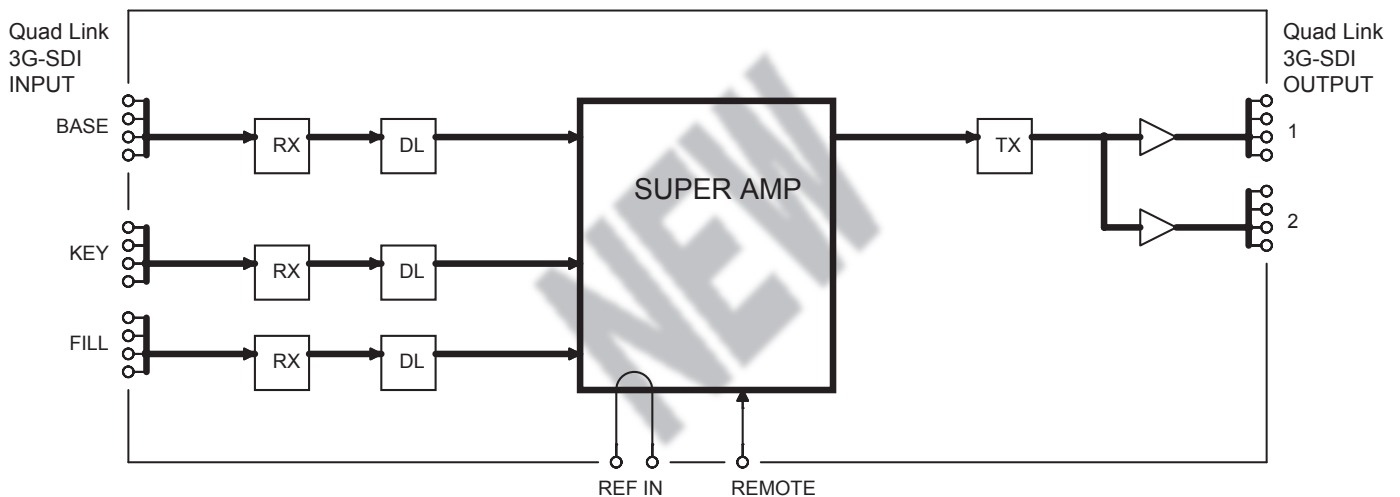 Quad Link
3G-SDI
INPUT
Quad Link
3G-SDI
OUTPUT
BASE
RX
DL
TX
1
SUPER AMP
2
KEY
RX
DL
FILL
RX
DL
NEW
REF IN
REMOTE